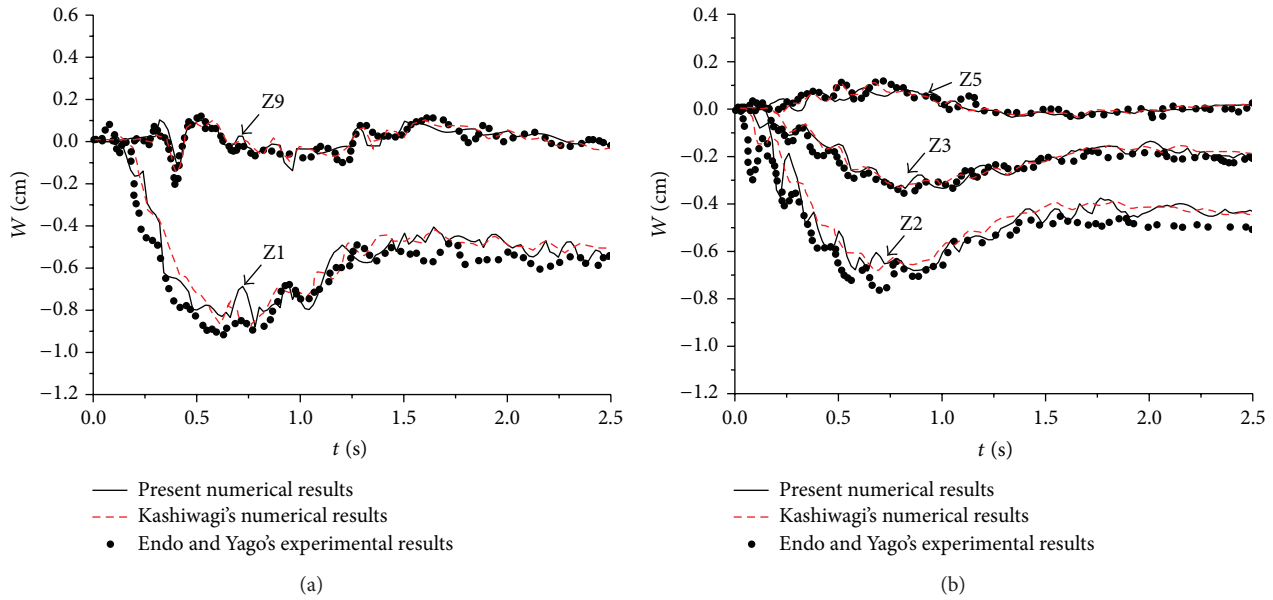 0.6
0.4
0.2
0.0
−0.2
−0.4
−0.6
−0.8
−1.0
−1.2
W (cm)
Z9
Z1
0.0 0.5 1.0 1.5 2.0 2.5
t (s)
Present numerical results
Kashiwagi's numerical results
Endo and Yago's experimental results
(a)
0.4
0.2
0.0
−0.2
−0.4
−0.6
−0.8
−1.0
−1.2
W (cm)
Z5
Z3
Z2
0.0 0.5 1.0 1.5 2.0 2.5
t (s)
Present numerical results
Kashiwagi's numerical results
Endo and Yago's experimental results
(b)